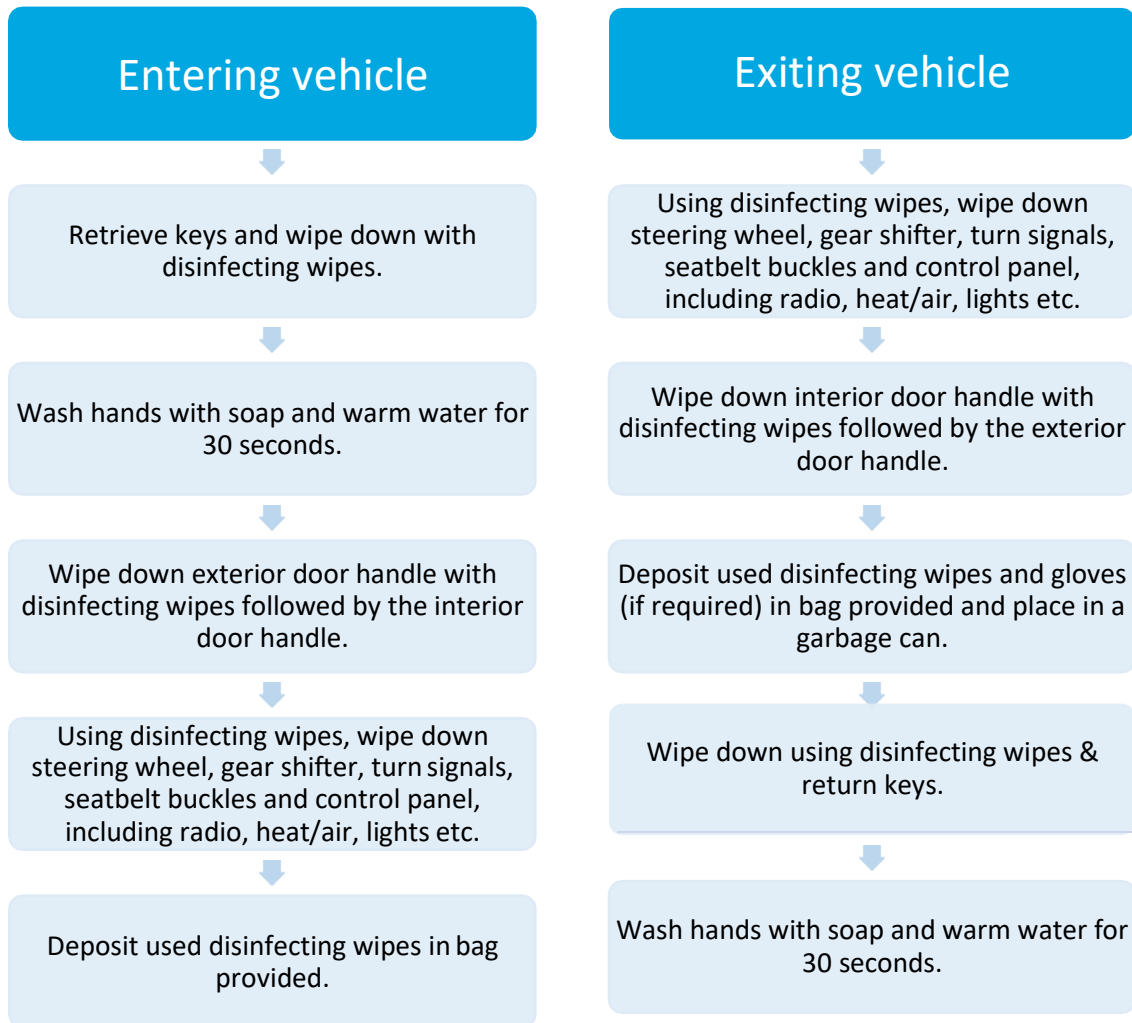 Entering vehicle
Retrieve keys and wipe down with
disinfecting wipes.
Wash hands with soap and warm water for
30 seconds.
Wipe down exterior door handle with
disinfecting wipes followed by the interior
door handle.
Using disinfecting wipes, wipe down
steering wheel, gear shifter, turn signals,
seatbelt buckles and control panel,
including radio, heat/air, lights etc.
Deposit used disinfecting wipes in bag
provided.
Exiting vehicle
Using disinfecting wipes, wipe down
steering wheel, gear shifter, turn signals,
seatbelt buckles and control panel,
including radio, heat/air, lights etc.
Wipe down interior door handle with
disinfecting wipes followed by the exterior
door handle.
Deposit used disinfecting wipes and gloves
(if required) in bag provided and place in a
garbage can.
Wipe down using disinfecting wipes &
return keys.
Wash hands with soap and warm water for
30 seconds.